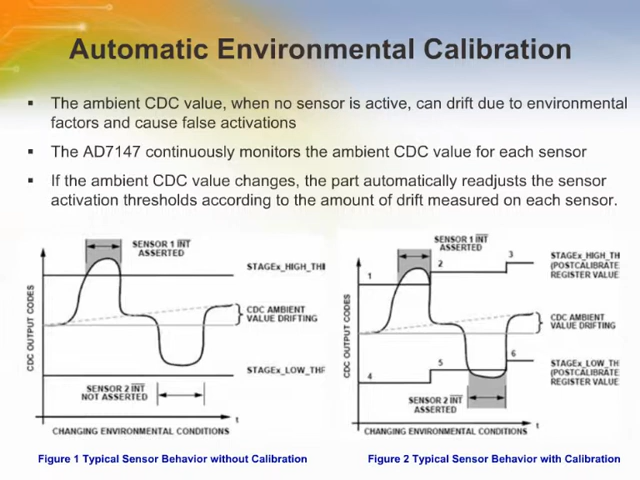 Automatic Environmental Calibration
▪ The ambient CDC value, when no sensor is active, can drift due to environmental
factors and cause false activations
▪ The AD7147 continuously monitors the ambient CDC value for each sensor
▪ If the ambient CDC value changes, the part automatically readjusts the sensor
activation thresholds according to the amount of drift measured on each sensor.
SENSOR 1 INT
ASSERTED
STAGEx_HIGH_TH
CDC AMBIENT
VALUE DRIFTING
STAGEx_LOW_TH
SENSOR 2 INT
NOT ASSERTED
CDC OUTPUT CODES
t
CHANGING ENVIRONMENTAL CONDITIONS
Figure 1 Typical Sensor Behavior without Calibration
SENSOR 1 INT
ASSERTED
1
2
3
STAGEx_HIGH_TH
(POSTCALIBRATE
REGISTER VALUE
CDC AMBIENT
VALUE DRIFTING
4
5
6
STAGEx_LOW_TH
(POSTCALIBRATE
REGISTER VALUE
SENSOR 2 INT
ASSERTED
CDC OUTPUT CODES
t
CHANGING ENVIRONMENTAL CONDITIONS
Figure 2 Typical Sensor Behavior with Calibration